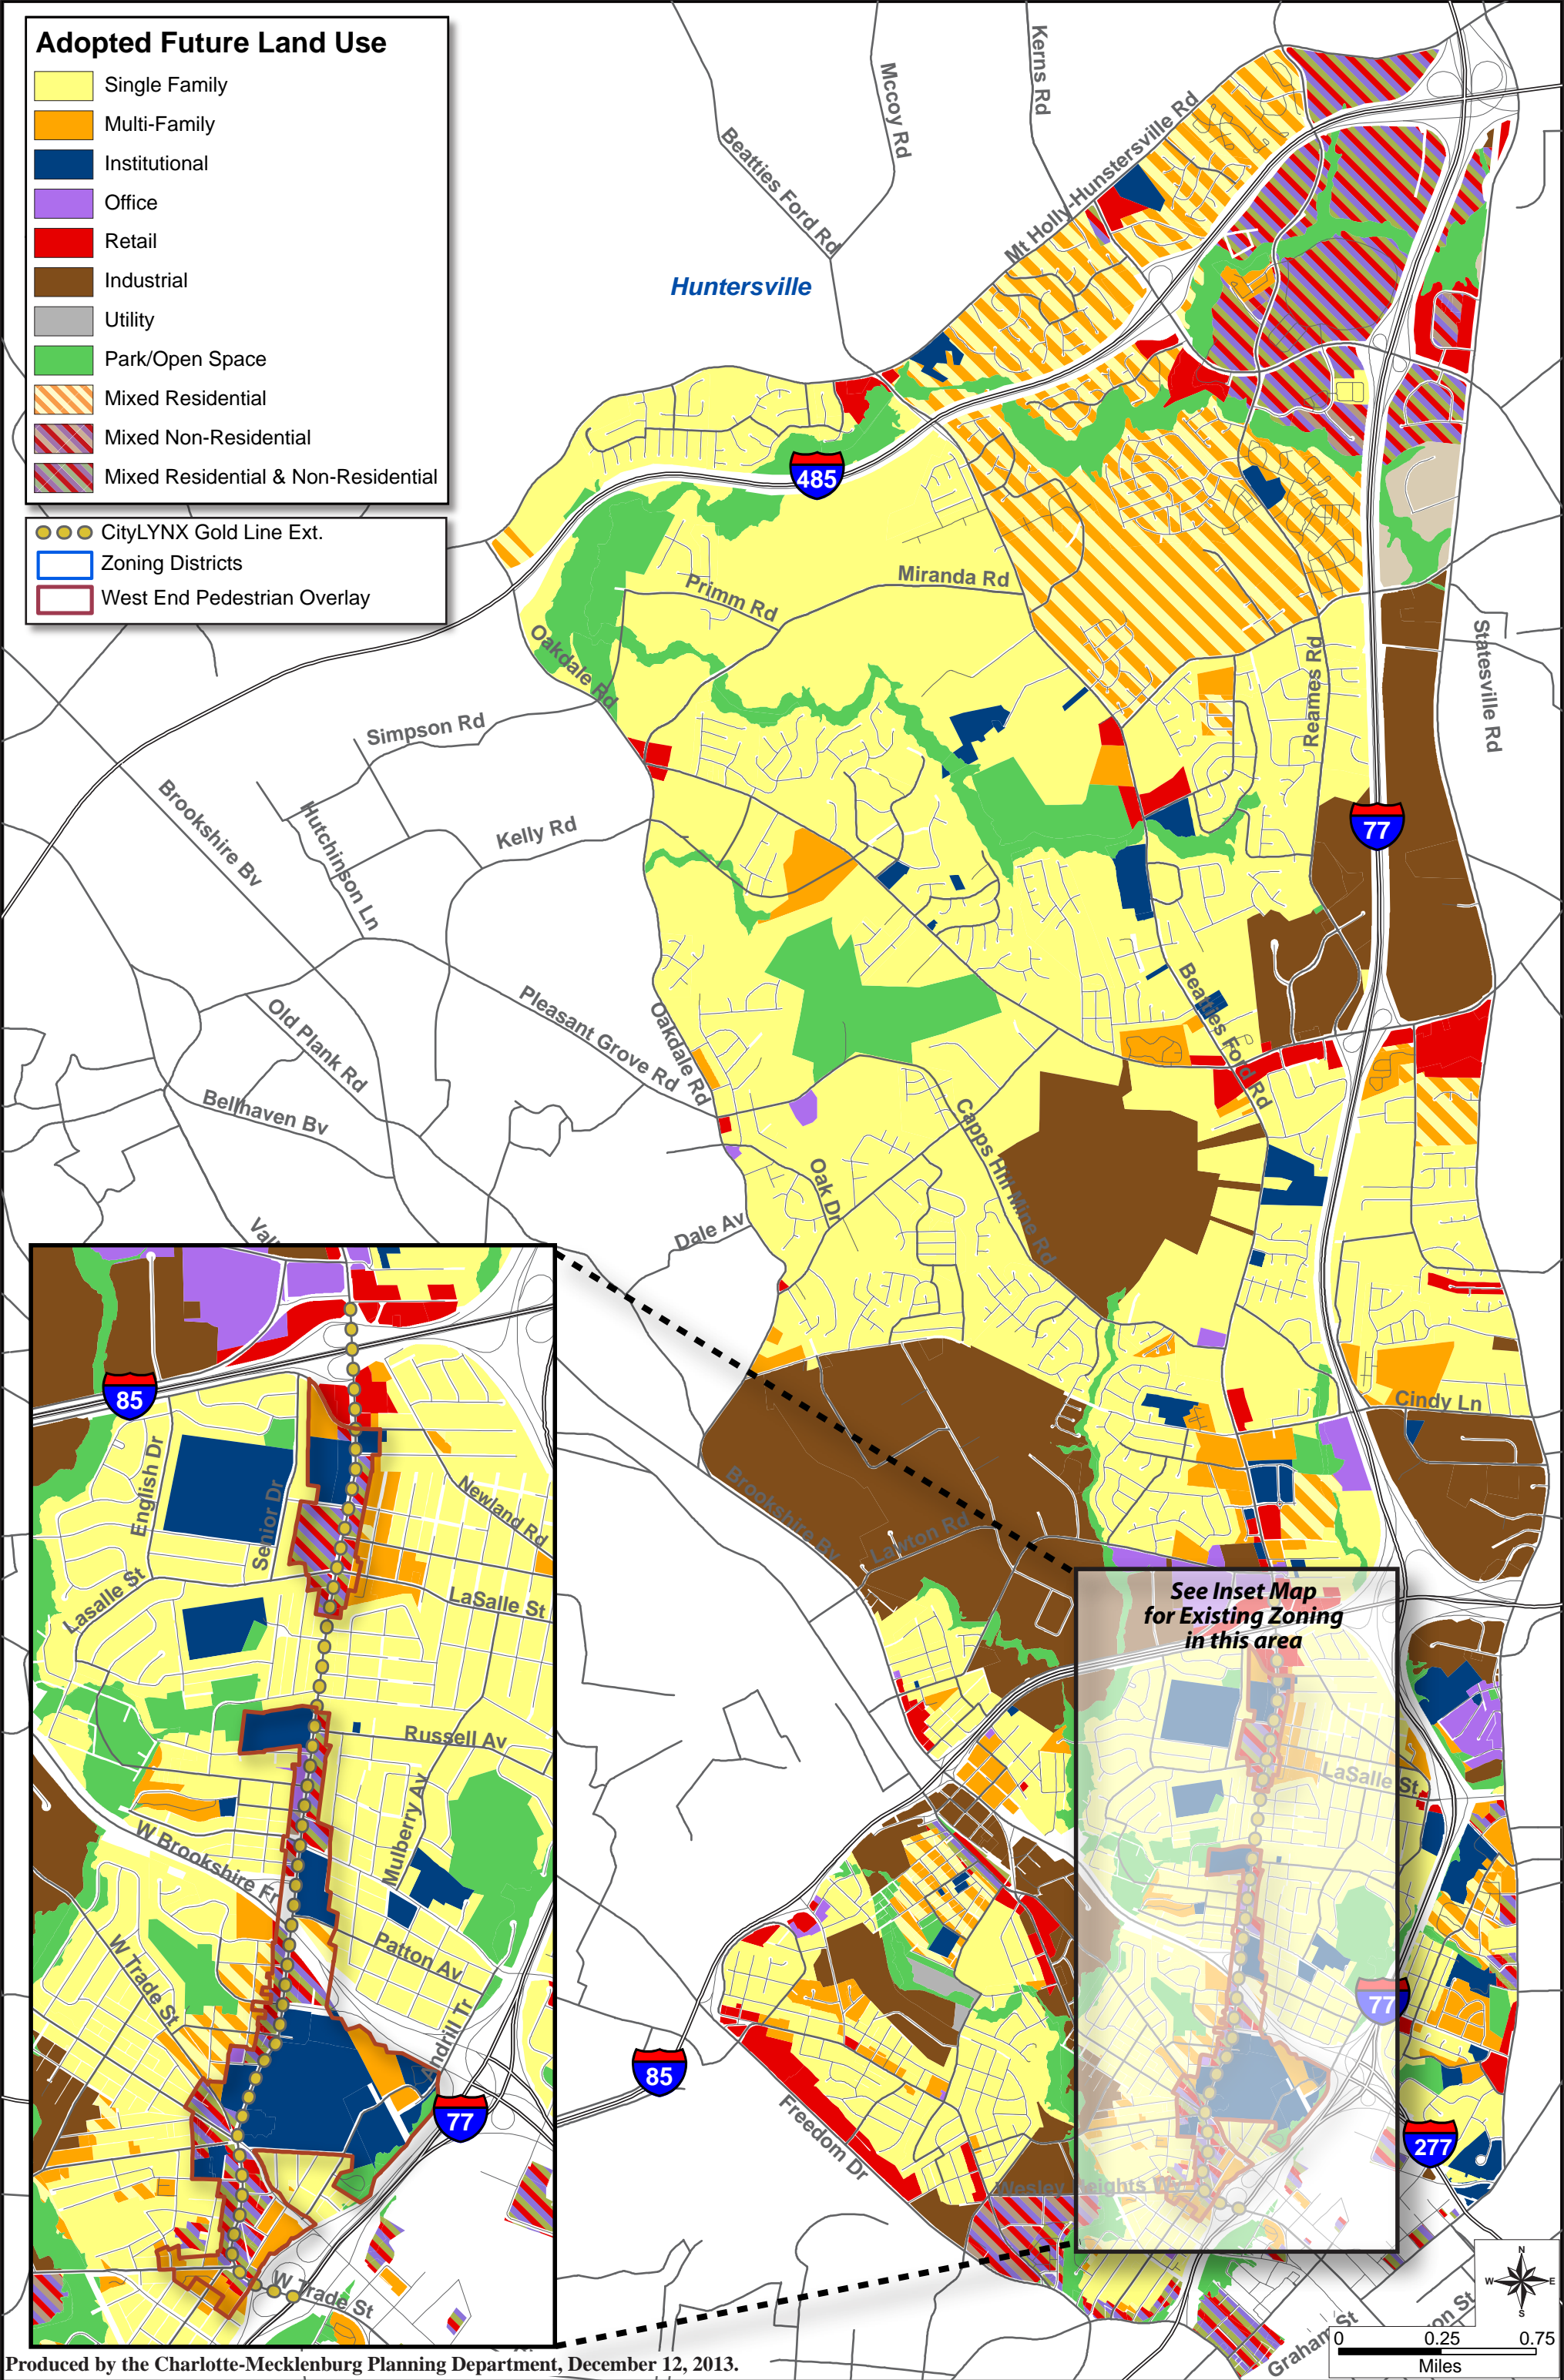 Adopted Future Land Use
Single Family
Multi-Family
Institutional
Office
Retail
Industrial
Utility
Park/Open Space
Mixed Residential
Mixed Non-Residential
Mixed Residential & Non-Residential
CityLYNX Gold Line Ext.
Zoning Districts
West End Pedestrian Overlay
Kerns Rd
Mccoy Rd
Beatties Ford Rd
Mt Holly-Hunstersville Rd
Huntersville
485
Miranda Rd
Primm Rd
Oakdale Rd
Reames Rd
Statesville Rd
Simpson Rd
Brookshire Bv
Hutchinson Ln
Kelly Rd
77
Old Plank Rd
Pleasant Grove Rd
Oakdale Rd
Beatties Ford Rd
Bellhaven Bv
Capps Hill Mine Rd
Oak Dr
Dale Av
Cindy Ln
Brookshire Bv
Lawton Rd
See Inset Map
for Existing Zoning
in this area
LaSalle St
77
85
Freedom Dr
277
Wesley Heights
85
English Dr
Senior Dr
Newland Rd
Lasalle St
LaSalle St
Russell Av
Mulberry Av
W Brookshire Fr
W Trade St
Patton Av
77
W Trade St
Graham St
N
W E
S
0 0.25 0.75
Miles
Produced by the Charlotte-Mecklenburg Planning Department, December 12, 2013.